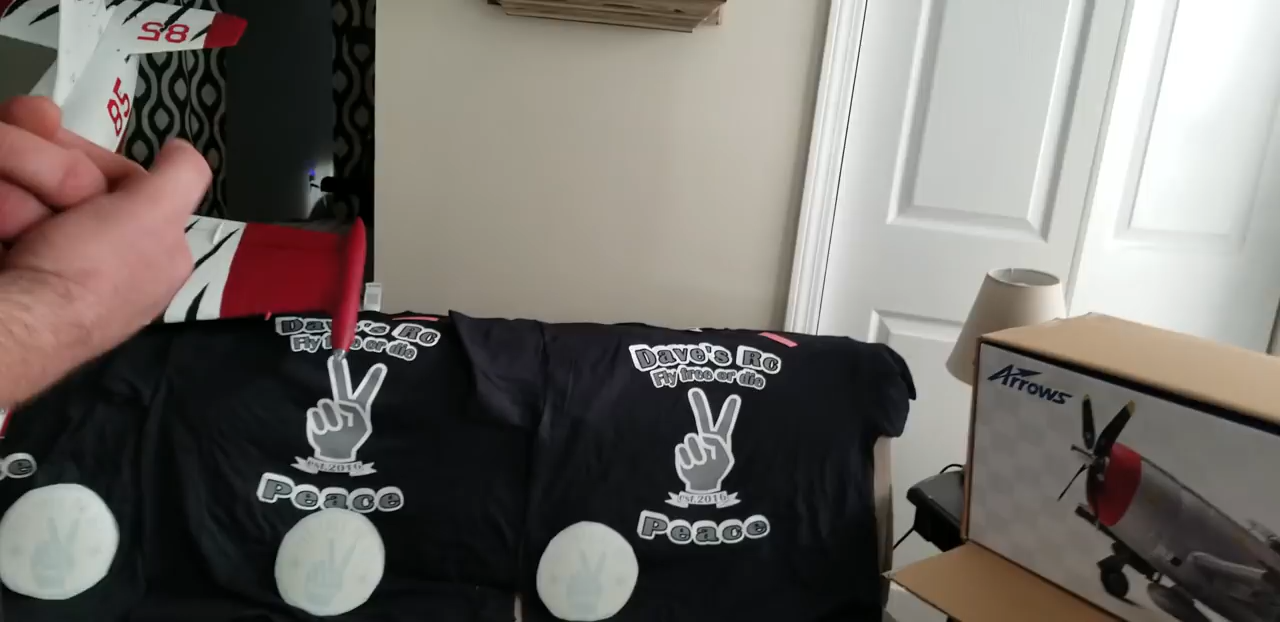 85
85
Dave's Rc
Fly free or die
est.2016
Peace
Dave's Rc
Fly free or die
est.2016
Peace
Arrows